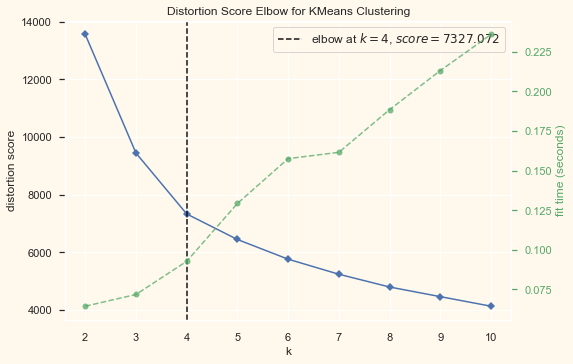 Distortion Score Elbow for KMeans Clustering
elbow at k = 4, score = 7327.072
14000
12000
10000
8000
6000
4000
distortion score
2 3 4 5 6 7 8 9 10
k
0.225
0.200
0.175
0.150
0.125
0.100
0.075
fit time (seconds)